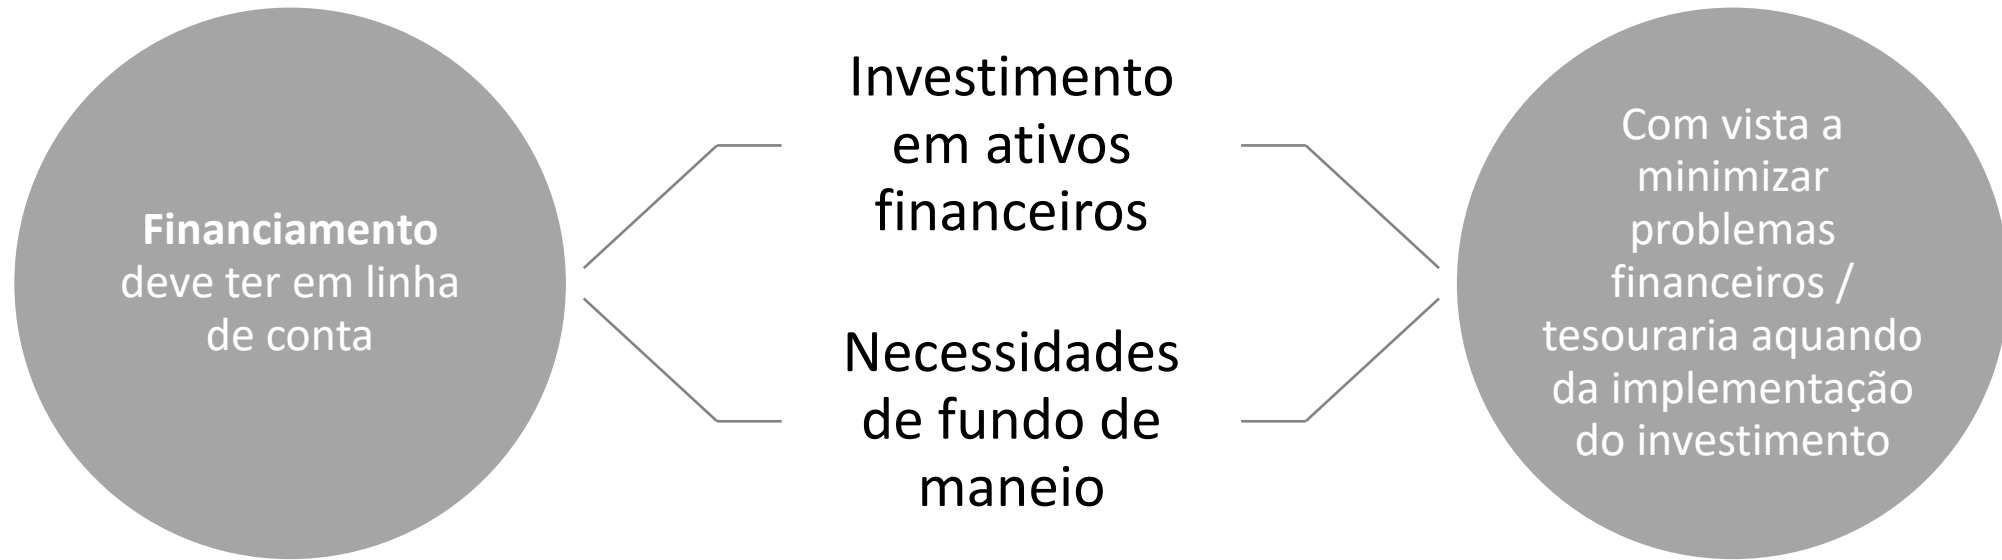 Financiamento
deve ter em linha
de conta
Investimento
em ativos
financeiros
Necessidades
de fundo de
maneio
Com vista a
minimizar
problemas
financeiros /
tesouraria aquando
da implementação
do investimento